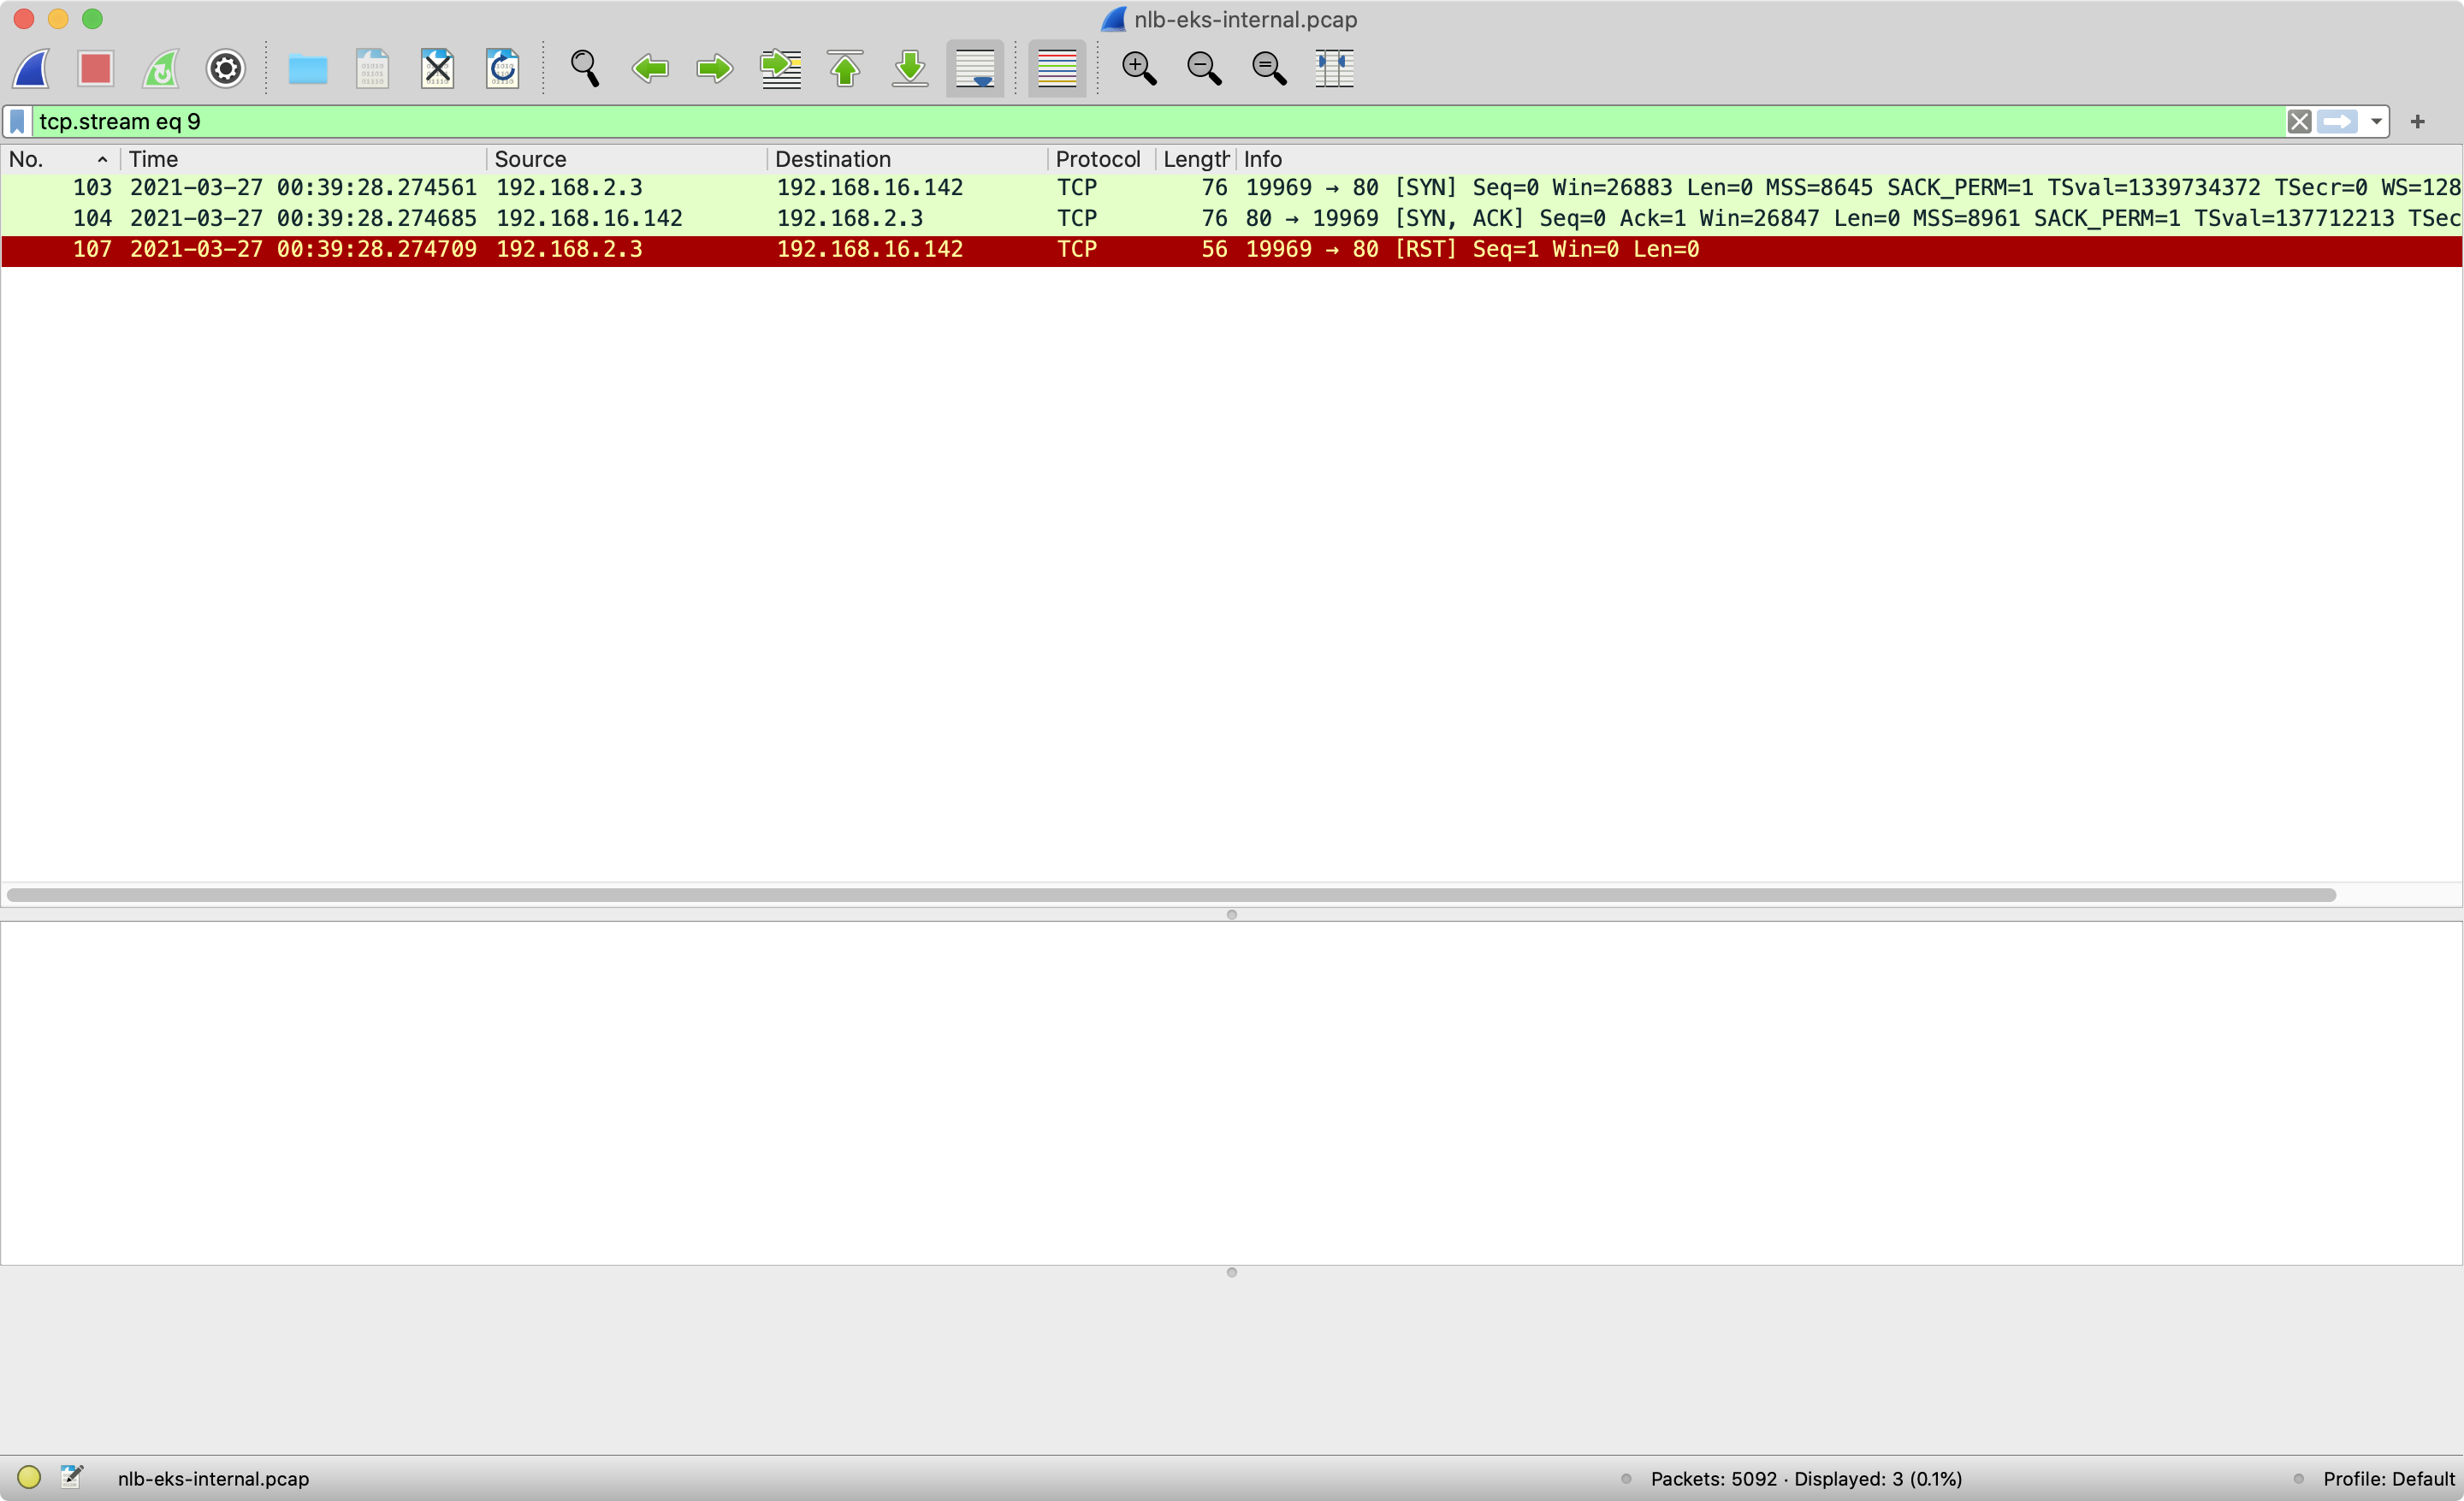 nlb-eks-internal.pcap
tcp.stream eq 9
No. Time Source Destination Protocol Length Info
103 2021-03-27 00:39:28.274561 192.168.2.3 192.168.16.142 TCP 76 19969 → 80 [SYN] Seq=0 Win=26883 Len=0 MSS=8645 SACK_PERM=1 TSval=1339734372 TSecr=0 WS=128
104 2021-03-27 00:39:28.274685 192.168.16.142 192.168.2.3 TCP 76 80 → 19969 [SYN, ACK] Seq=0 Ack=1 Win=26847 Len=0 MSS=8961 SACK_PERM=1 TSval=137712213 TSec
107 2021-03-27 00:39:28.274709 192.168.2.3 192.168.16.142 TCP 56 19969 → 80 [RST] Seq=1 Win=0 Len=0
nlb-eks-internal.pcap Packets: 5092 · Displayed: 3 (0.1%) Profile: Default